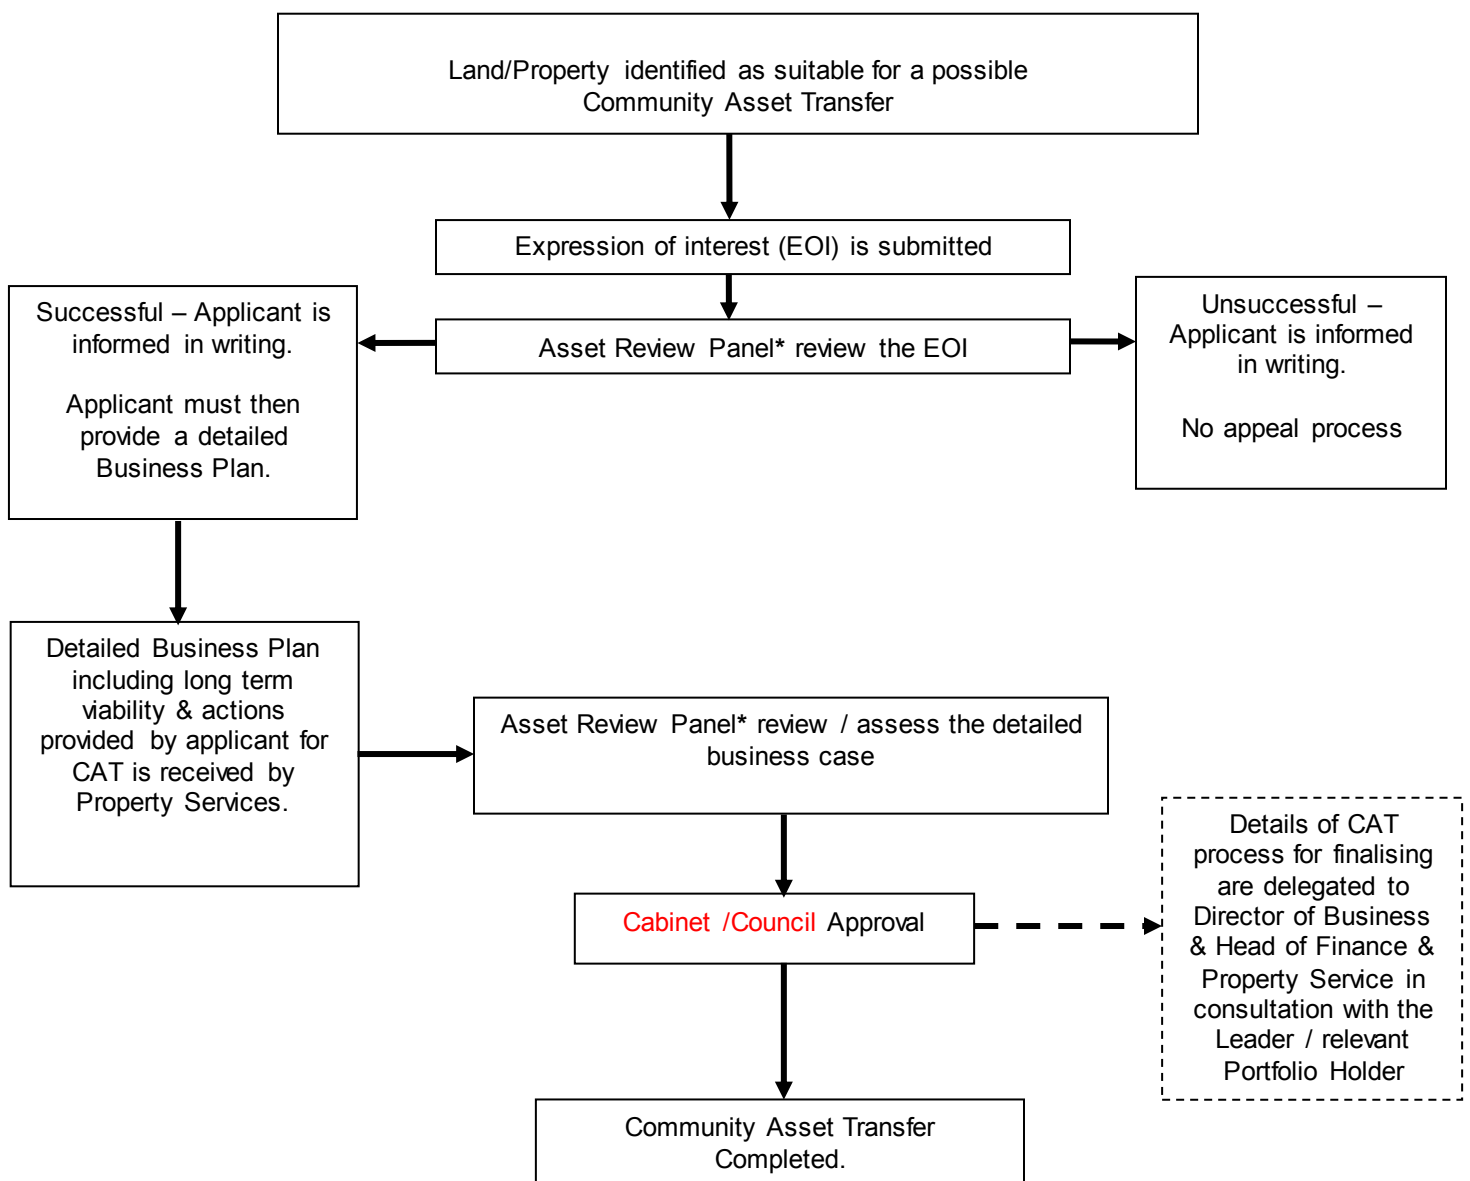 Land/Property identified as suitable for a possible
Community Asset Transfer
Expression of interest (EOI) is submitted
Successful – Applicant is
informed in writing.
Applicant must then
provide a detailed
Business Plan.
Asset Review Panel* review the EOI
Unsuccessful –
Applicant is informed
in writing.
No appeal process
Detailed Business Plan
including long term
viability & actions
provided by applicant for
CAT is received by
Property Services.
Asset Review Panel* review / assess the detailed
business case
Cabinet /Council Approval
Details of CAT
process for finalising
are delegated to
Director of Business
& Head of Finance &
Property Service in
consultation with the
Leader / relevant
Portfolio Holder
Community Asset Transfer
Completed.